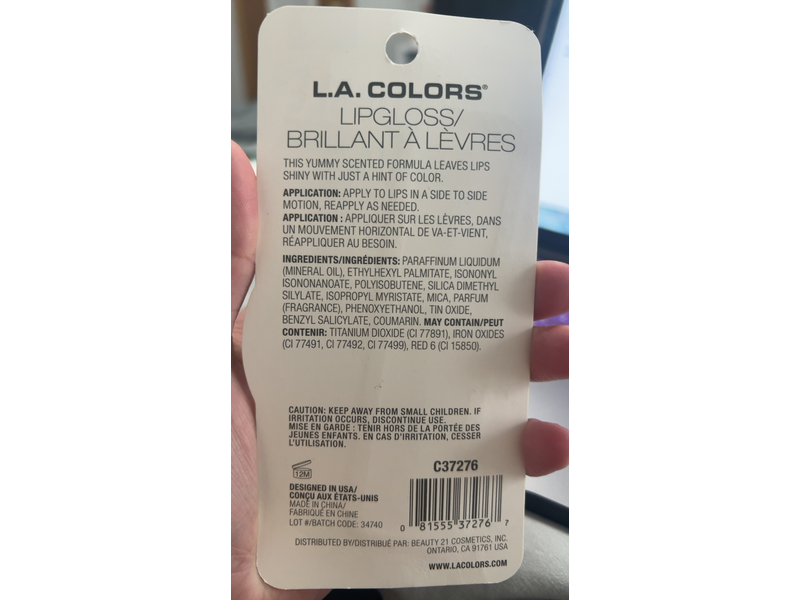 L.A. COLORS®
LIPGLOSS/
BRILLANT À LÈVRES
THIS YUMMY SCENTED FORMULA LEAVES LIPS
SHINY WITH JUST A HINT OF COLOR.
APPLICATION: APPLY TO LIPS IN A SIDE TO SIDE
MOTION, REAPPLY AS NEEDED.
APPLICATION : APPLIQUER SUR LES LÈVRES, DANS
UN MOUVEMENT HORIZONTAL DE VA-ET-VIENT,
RÉAPPLIQUER AU BESOIN.
INGREDIENTS/INGRÉDIENTS: PARAFFINUM LIQUIDUM
(MINERAL OIL), ETHYLHEXYL PALMITATE, ISONONYL
ISONONANOATE, POLYISOBUTENE, SILICA DIMETHYL
SILYLATE, ISOPROPYL MYRISTATE, MICA, PARFUM
(FRAGRANCE), PHENOXYETHANOL, TIN OXIDE,
BENZYL SALICYLATE, COUMARIN. MAY CONTAIN/PEUT
CONTENIR: TITANIUM DIOXIDE (CI 77891), IRON OXIDES
(CI 77491, CI 77492, CI 77499), RED 6 (CI 15850).
CAUTION: KEEP AWAY FROM SMALL CHILDREN. IF
IRRITATION OCCURS, DISCONTINUE USE.
MISE EN GARDE : TENIR HORS DE LA PORTÉE DES
JEUNES ENFANTS. EN CAS D'IRRITATION, CESSER
L'UTILISATION.
12M
DESIGNED IN USA/
CONÇU AUX ÉTATS-UNIS
MADE IN CHINA/
FABRIQUÉ EN CHINE
LOT #/BATCH CODE: 34740
C37276
0 81555 37276 7
DISTRIBUTED BY/DISTRIBUÉ PAR: BEAUTY 21 COSMETICS, INC.
ONTARIO, CA 91761 USA
WWW.LACOLORS.COM